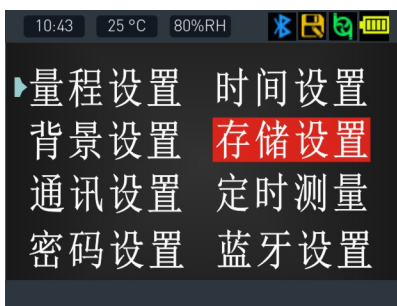 10:43 25 °C 80%RH
量程设置 时间设置
背景设置 存储设置
通讯设置 定时测量
密码设置 蓝牙设置